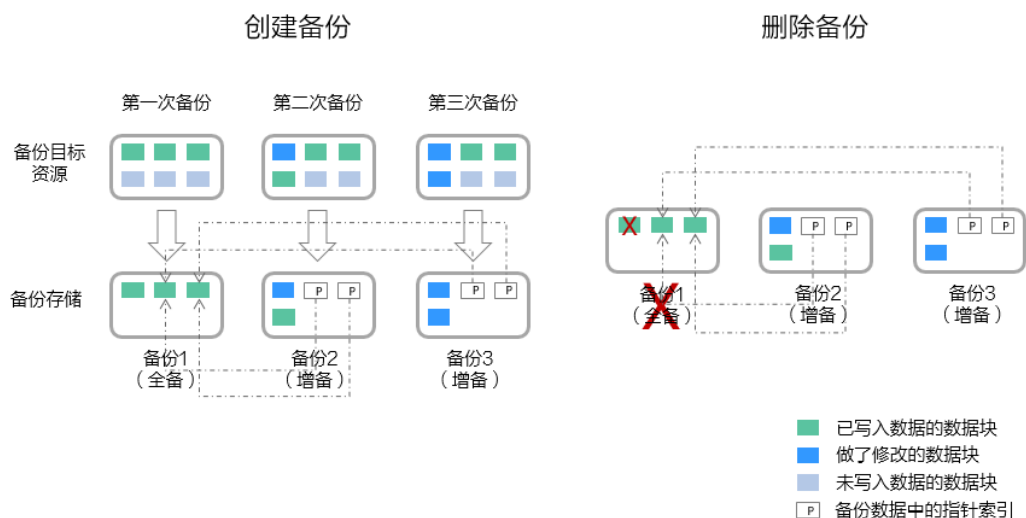 创建备份
删除备份
第一次备份
第二次备份
第三次备份
备份目标
资源
备份存储
P
P
P
P
备份1
（全备）
备份2
（增备）
备份3
（增备）
X
P
P
P
P
备份1
（全备）
X
备份2
（增备）
备份3
（增备）
已写入数据的数据块
做了修改的数据块
未写入数据的数据块
P
备份数据中的指针索引